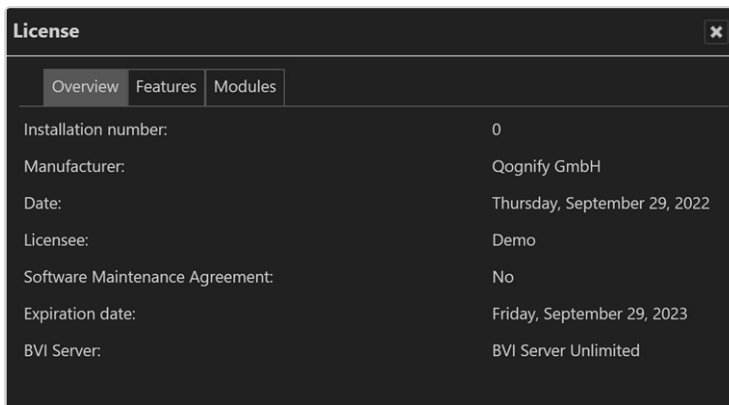 License
Overview Features Modules
Installation number: 0
Manufacturer: Qognify GmbH
Date: Thursday, September 29, 2022
Licensee: Demo
Software Maintenance Agreement: No
Expiration date: Friday, September 29, 2023
BVI Server: BVI Server Unlimited